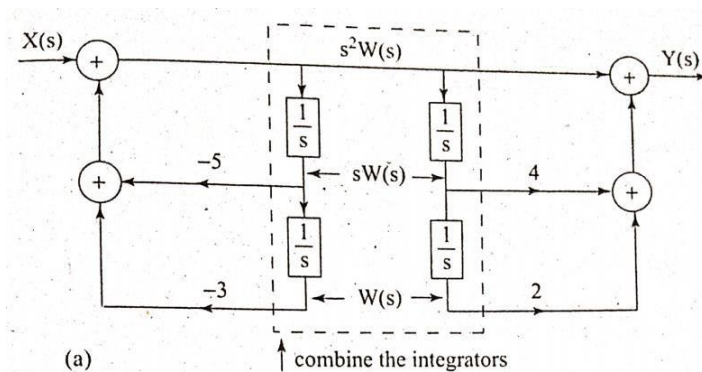 X(s)
s²W(s)
Y(s)
+
+
1/s
1/s
−5
sW(s)
4
+
+
1/s
1/s
−3
W(s)
2
(a)
combine the integrators